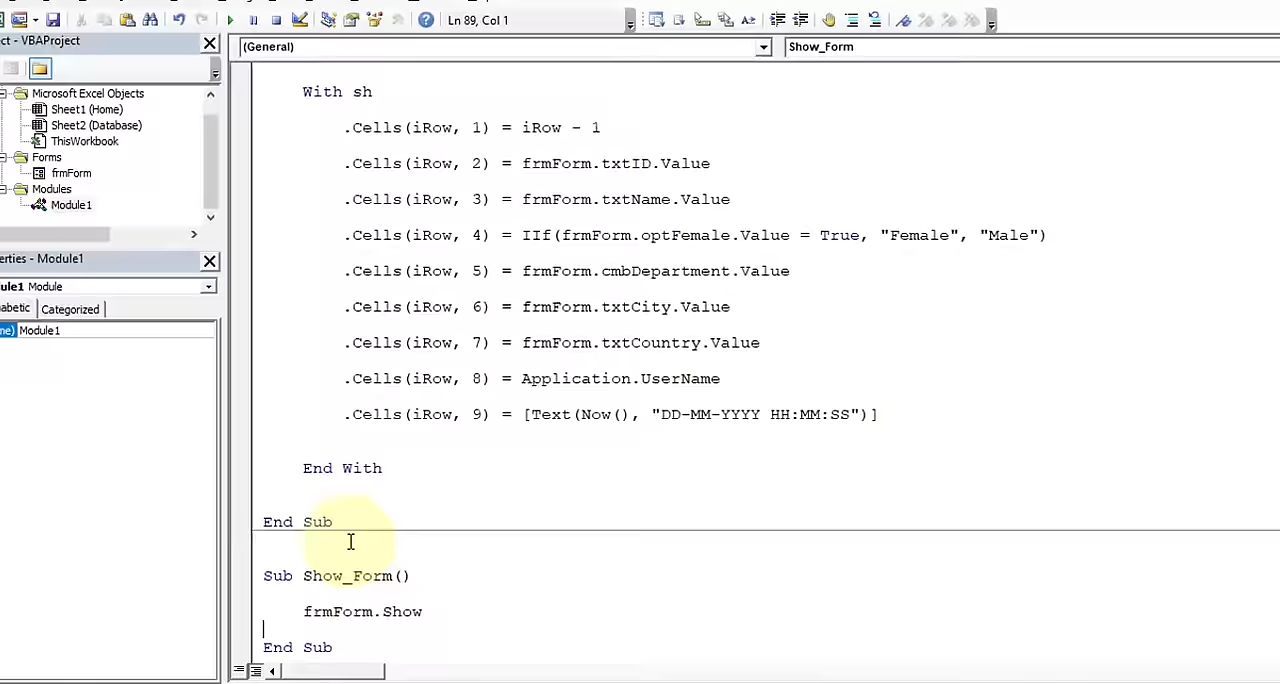 Ln 89, Col 1
ct - VBAProject
(General)
Show_Form
Microsoft Excel Objects
Sheet1 (Home)
Sheet2 (Database)
ThisWorkbook
Forms
frmForm
Modules
Module1
erties - Module1
ule1 Module
abetic
Categorized
me) Module1
With sh
.Cells(iRow, 1) = iRow - 1
.Cells(iRow, 2) = frmForm.txtID.Value
.Cells(iRow, 3) = frmForm.txtName.Value
.Cells(iRow, 4) = IIf(frmForm.optFemale.Value = True, "Female", "Male")
.Cells(iRow, 5) = frmForm.cmbDepartment.Value
.Cells(iRow, 6) = frmForm.txtCity.Value
.Cells(iRow, 7) = frmForm.txtCountry.Value
.Cells(iRow, 8) = Application.UserName
.Cells(iRow, 9) = [Text(Now(), "DD-MM-YYYY HH:MM:SS")]
End With
End Sub
Sub Show_Form()
frmForm.Show
End Sub